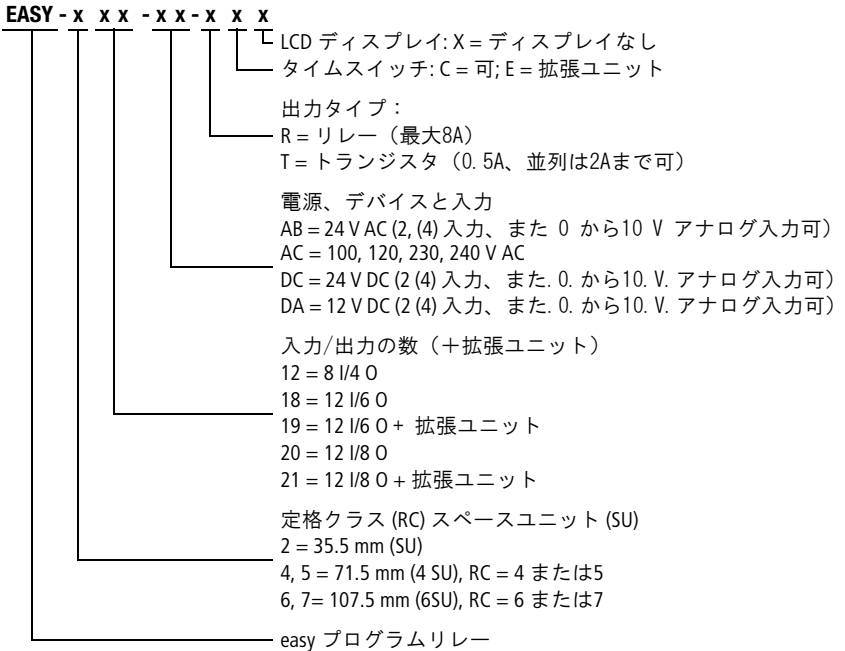 EASY - x x x - x x - x x x
LCD ディスプレイ: X = ディスプレイなし
タイムスイッチ: C = 可; E = 拡張ユニット
出力タイプ：
R = リレー（最大8A）
T = トランジスタ（0. 5A、並列は2Aまで可）
電源、デバイスと入力
AB = 24 V AC (2, (4) 入力、また 0 から10 V アナログ入力可）
AC = 100, 120, 230, 240 V AC
DC = 24 V DC (2 (4) 入力、また. 0. から10. V. アナログ入力可）
DA = 12 V DC (2 (4) 入力、また. 0. から10. V. アナログ入力可）
入力/出力の数（＋拡張ユニット）
12 = 8 I/4 O
18 = 12 I/6 O
19 = 12 I/6 O + 拡張ユニット
20 = 12 I/8 O
21 = 12 I/8 O + 拡張ユニット
定格クラス (RC) スペースユニット (SU)
2 = 35.5 mm (SU)
4, 5 = 71.5 mm (4 SU), RC = 4 または5
6, 7= 107.5 mm (6SU), RC = 6 または7
easy プログラムリレー